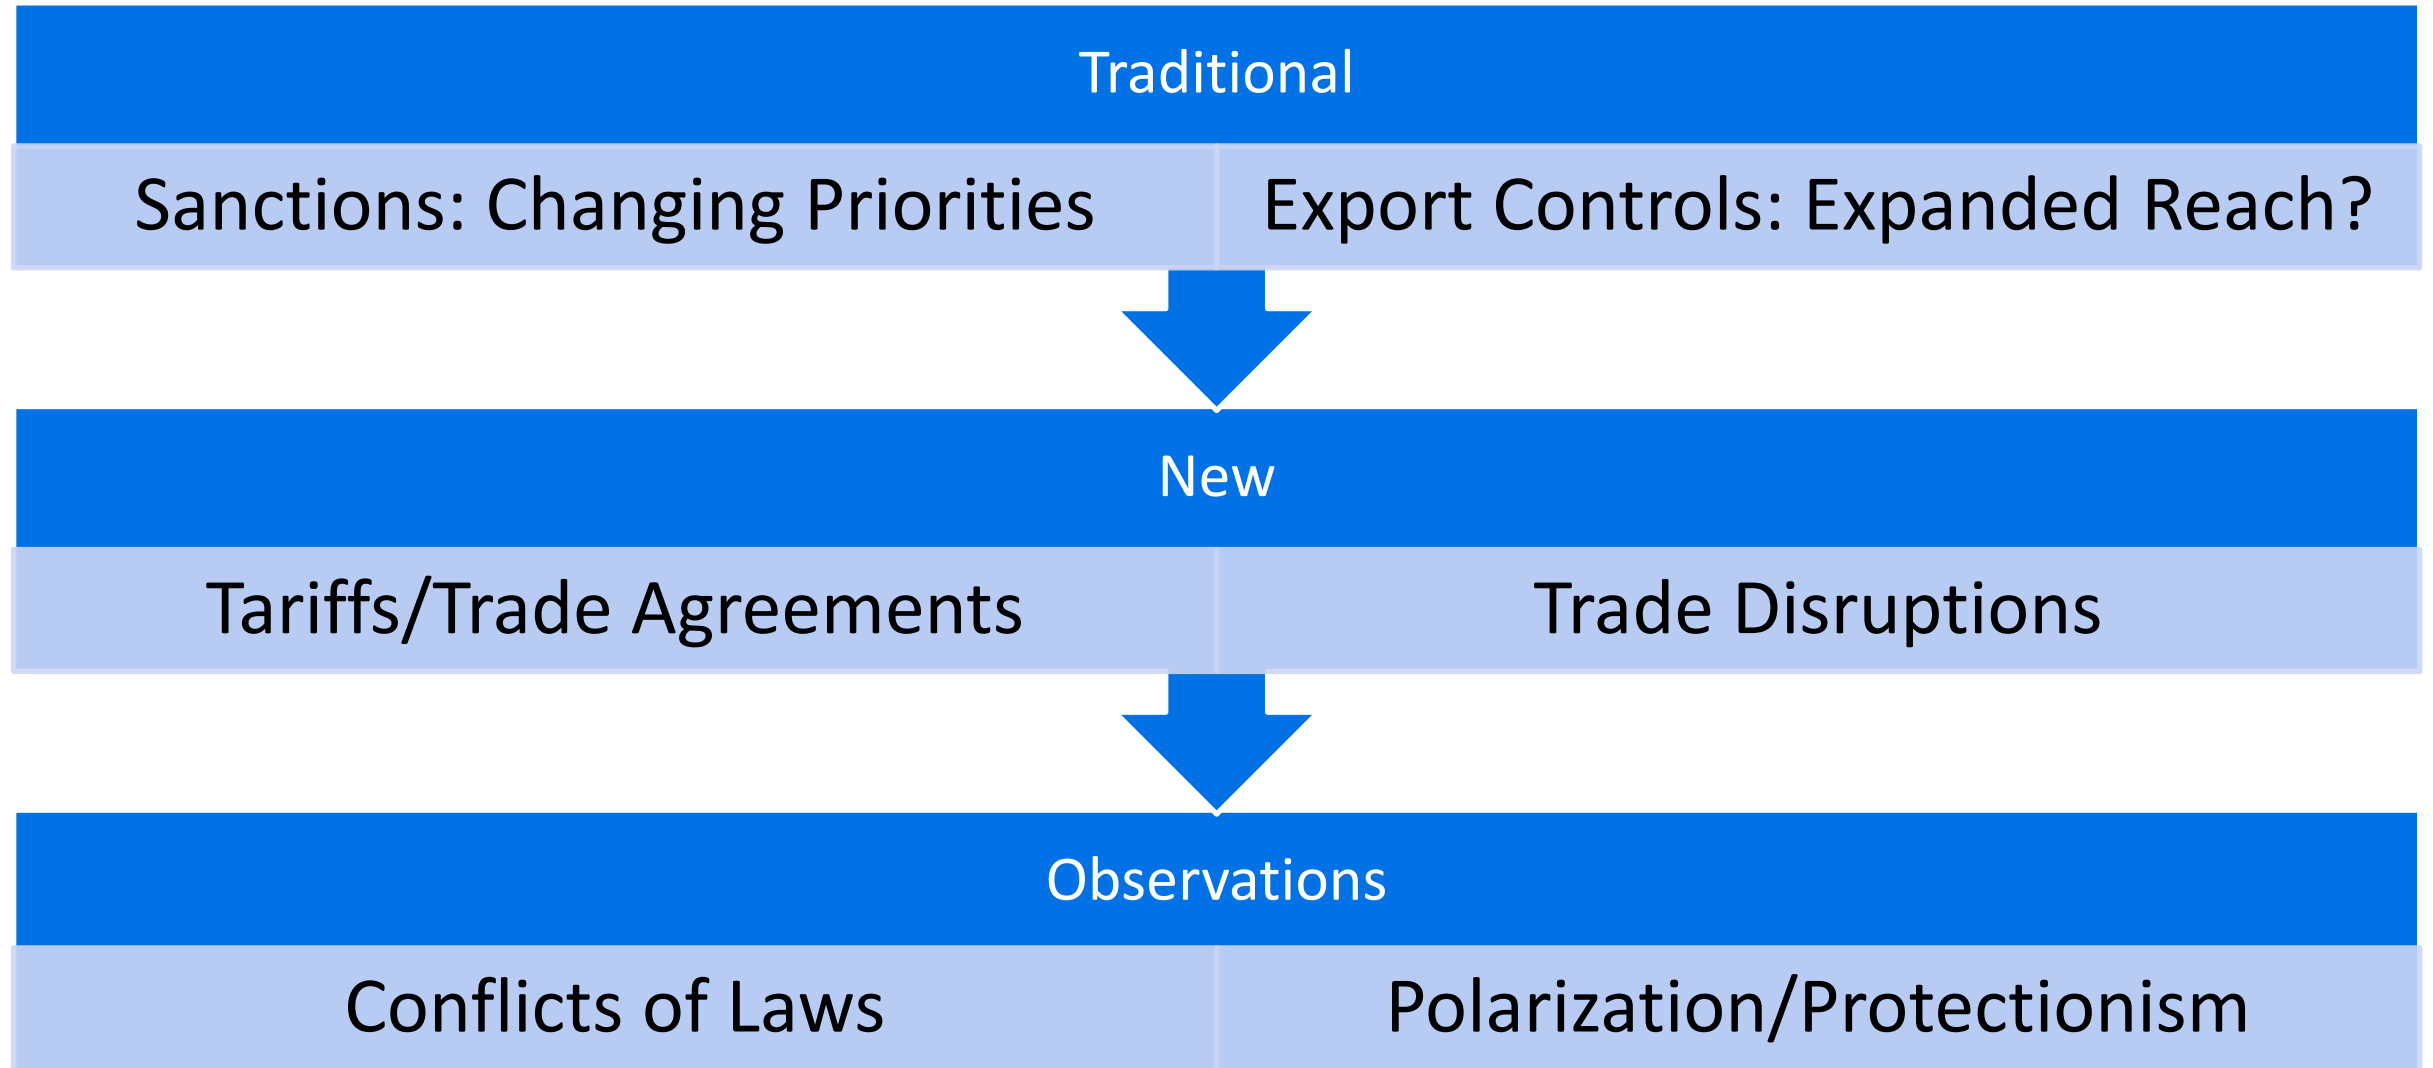 Traditional
Sanctions: Changing Priorities
Export Controls: Expanded Reach?
New
Tariffs/Trade Agreements
Trade Disruptions
Observations
Conflicts of Laws
Polarization/Protectionism